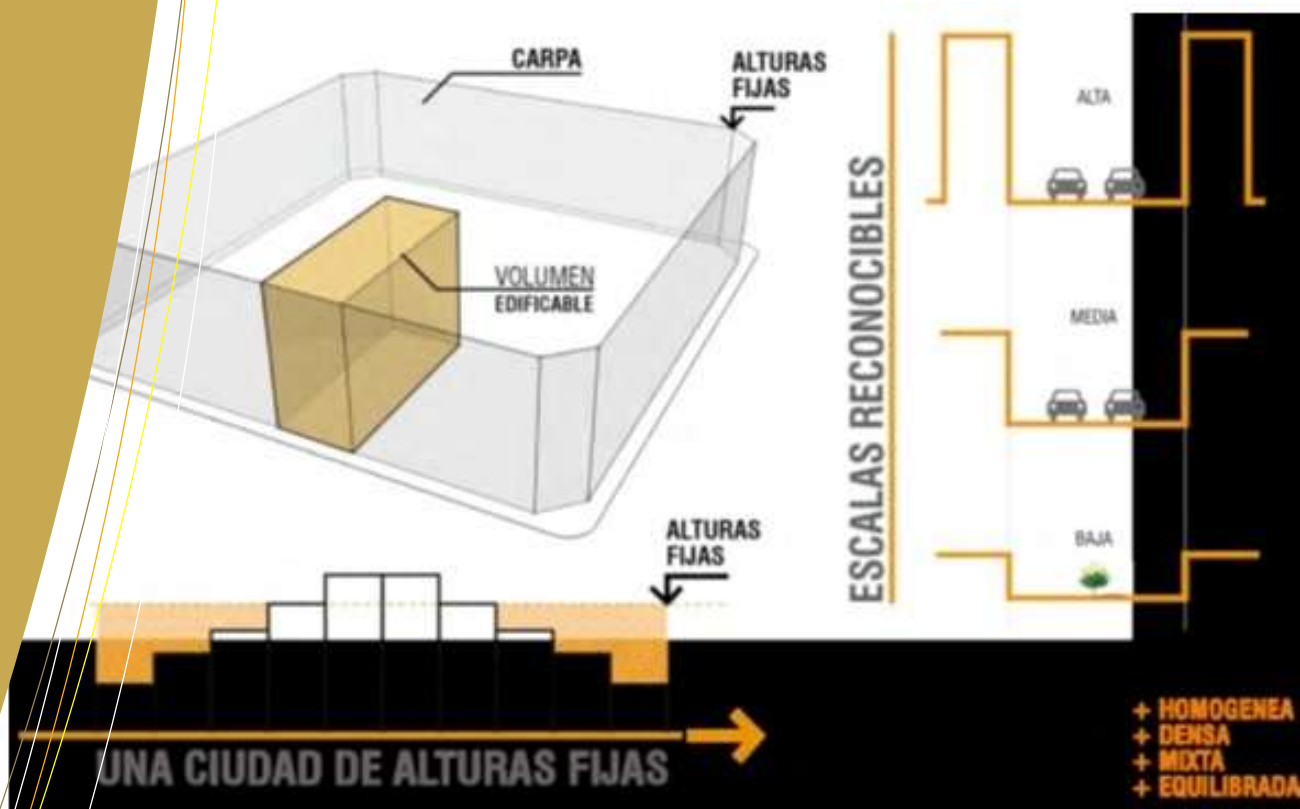 CARPA
ALTURAS
FIJAS
VOLUMEN
EDIFICABLE
ALTURAS
FIJAS
UNA CIUDAD DE ALTURAS FIJAS
ESCALAS RECONOCIBLES
ALTA
MEDIA
BAJA
+ HOMOGENEA
+ DENSA
+ MIXTA
+ EQUILIBRADA